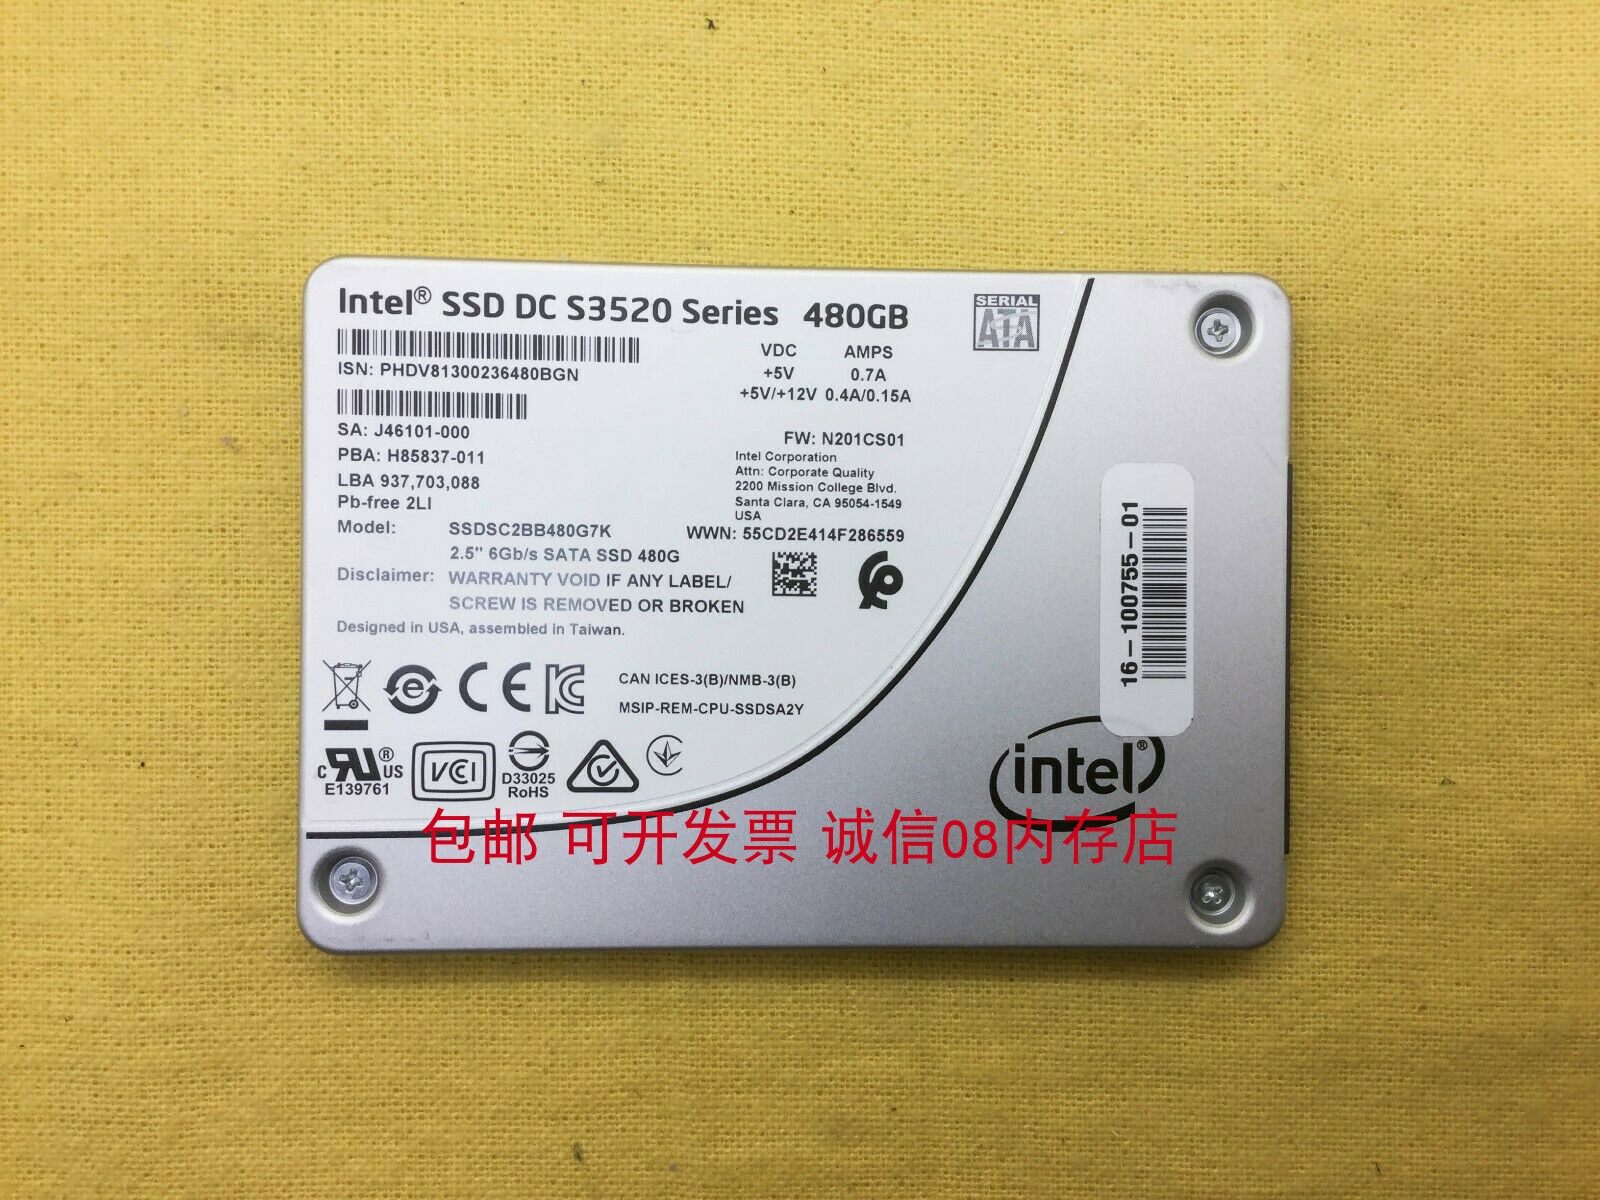 Intel® SSD DC S3520 Series 480GB
SERIAL
ATA
ISN: PHDV81300236480BGN
VDC AMPS
+5V 0.7A
+5V/+12V 0.4A/0.15A
SA: J46101-000
PBA: H85837-011
LBA 937,703,088
Pb-free 2LI
FW: N201CS01
Intel Corporation
Attn: Corporate Quality
2200 Mission College Blvd.
Santa Clara, CA 95054-1549
USA
Model: SSDSC2BB480G7K
WWN: 55CD2E414F286559
2.5" 6Gb/s SATA SSD 480G
Disclaimer: WARRANTY VOID IF ANY LABEL/
SCREW IS REMOVED OR BROKEN
Designed in USA, assembled in Taiwan.
CAN ICES-3(B)/NMB-3(B)
MSIP-REM-CPU-SSDSA2Y
CE
C RU® US
E139761
VCI
D33025
RoHS
16-100755-01
intel®
包邮 可开发票 诚信08内存店